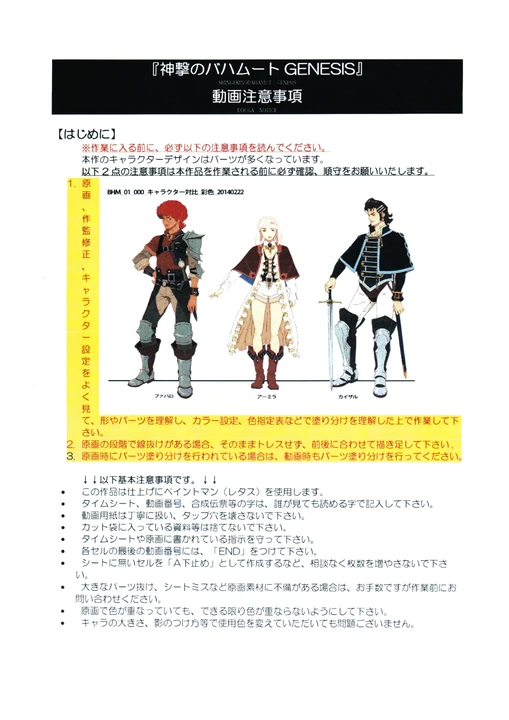 『神撃のバハムート GENESIS』
SHINGEKINOBAHAMUT GENESIS
動画注意事項
DOUGA NOTICE
【はじめに】
※作業に入る前に、必ず以下の注意事項を読んでください。
本作のキャラクターデザインはパーツが多くなっています。
以下2点の注意事項は本作品を作業される前に必ず確認、順守をお願いいたします。
BHM_01_000_キャラクター対比 彩色_20140222
ファバロ
アーミラ
カイザル
1. 原画、作監修正、キャラクター設定をよく見
て、形やパーツを理解し、カラー設定、色指定表などで塗り分けを理解した上で作業して下
さい。
2. 原画の段階で線抜けがある場合、そのままトレスせず、前後に合わせて描き足して下さい。
3. 原画時にパーツ塗り分けを行われている場合は、動画時もパーツ塗り分けを行ってください。
↓↓以下基本注意事項です。↓↓
• この作品は仕上げにペイントマン（レタス）を使用します。
• タイムシート、動画番号、合成伝票等の字は、誰が見ても読める字で記入して下さい。
• 動画用紙は丁寧に扱い、タップ穴を壊さないで下さい。
• カット袋に入っている資料等は捨てないで下さい。
• タイムシートや原画に書かれている指示を守って下さい。
• 各セルの最後の動画番号には、「END」をつけて下さい。
• シートに無いセルを「A下止め」として作成するなど、相談なく枚数を増やさないで下さ
い。
• 大きなパーツ抜け、シートミスなど原画素材に不備がある場合は、お手数ですが作業前にお
問い合わせください。
• 原画で色が重なっていても、できる限り色が重ならないようにして下さい。
• キャラの大きさ、影のつけ方等で使用色を変えていただいても問題ございません。